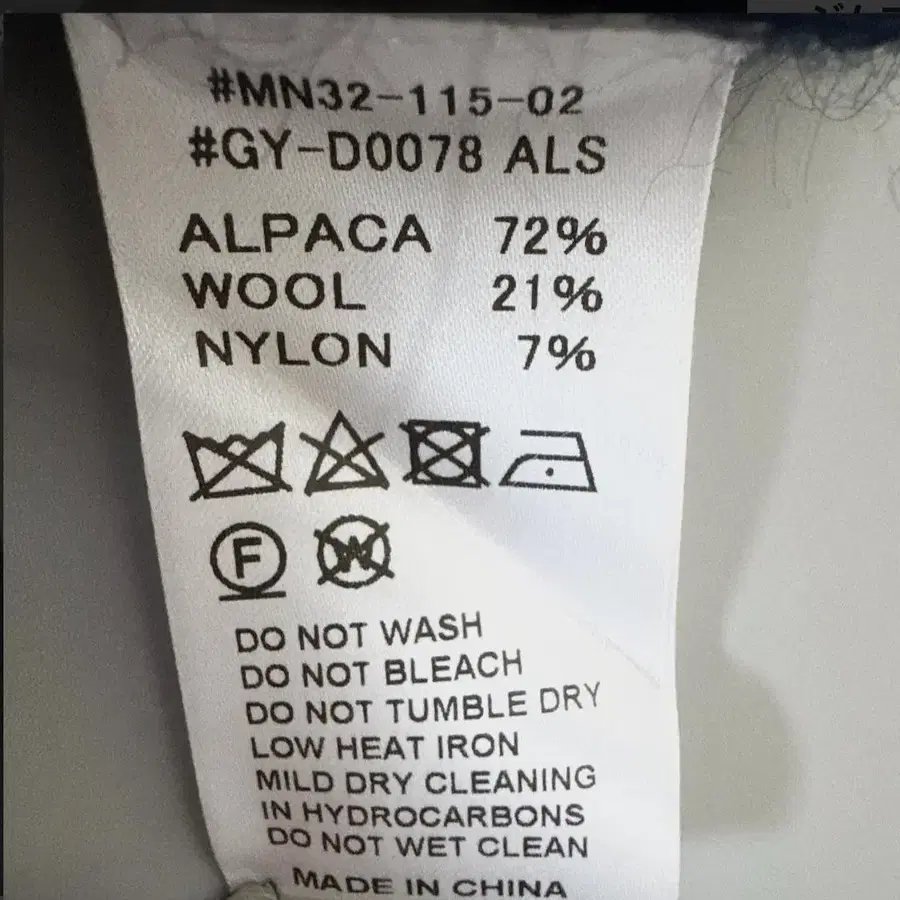 #MN32-115-02
#GY-D0078 ALS
ALPACA 72%
WOOL 21%
NYLON 7%
F W
DO NOT WASH
DO NOT BLEACH
DO NOT TUMBLE DRY
LOW HEAT IRON
MILD DRY CLEANING
IN HYDROCARBONS
DO NOT WET CLEAN
MADE IN CHINA